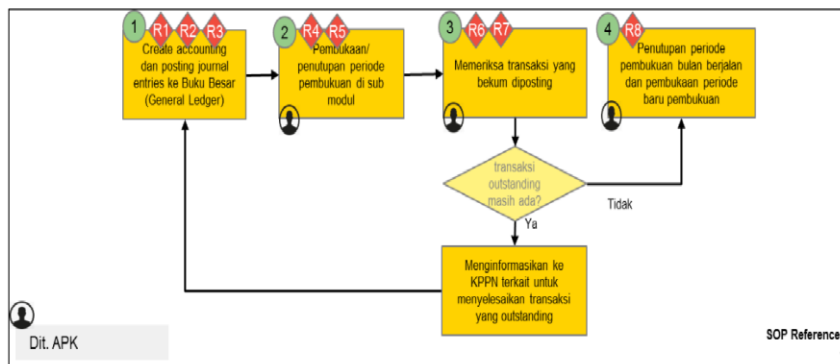 1 R1 R2 R3
Create accounting
dan posting journal
entries ke Buku Besar
(General Ledger)
2 R4 R5
Pembukaan/
penutupan periode
pembukuan di sub
modul
3 R6 R7
Memeriksa transaksi yang
bekum diposting
4 R8
Penutupan periode
pembukuan bulan berjalan
dan pembukaan periode
baru pembukuan
transaksi
outstanding
masih ada?
Tidak
Ya
Menginformasikan ke
KPPN terkait untuk
menyelesaikan transaksi
yang outstanding
Dit. APK
SOP Reference